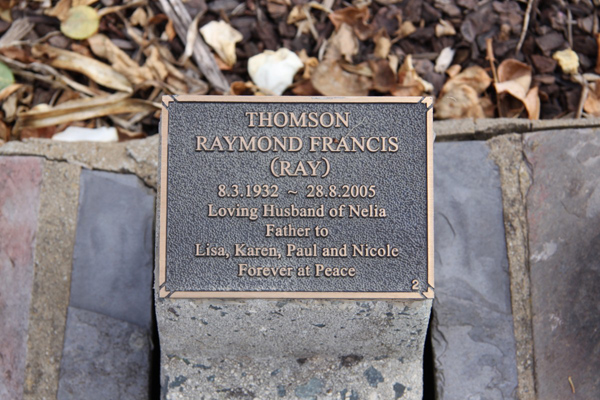 THOMSON
RAYMOND FRANCIS
(RAY)
8.3.1932 ~ 28.8.2005
Loving Husband of Nelia
Father to
Lisa, Karen, Paul and Nicole
Forever at Peace
2